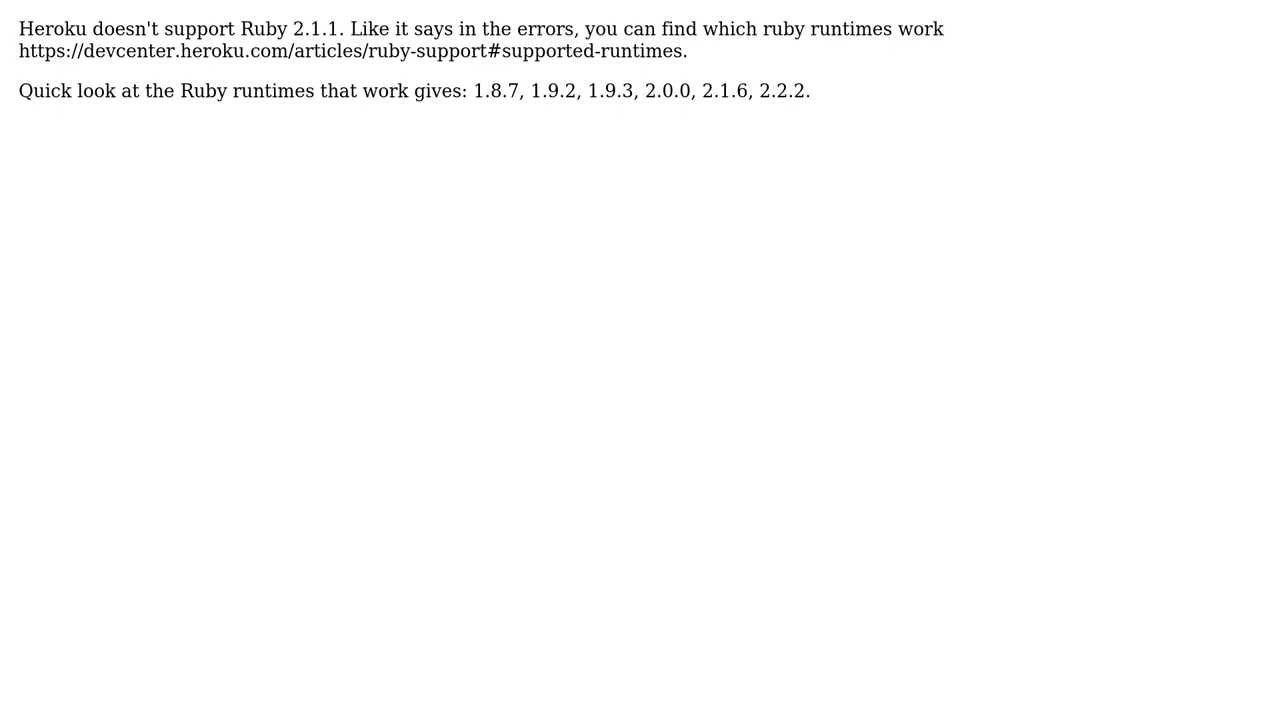 Heroku doesn't support Ruby 2.1.1. Like it says in the errors, you can find which ruby runtimes work
https://devcenter.heroku.com/articles/ruby-support#supported-runtimes.
Quick look at the Ruby runtimes that work gives: 1.8.7, 1.9.2, 1.9.3, 2.0.0, 2.1.6, 2.2.2.